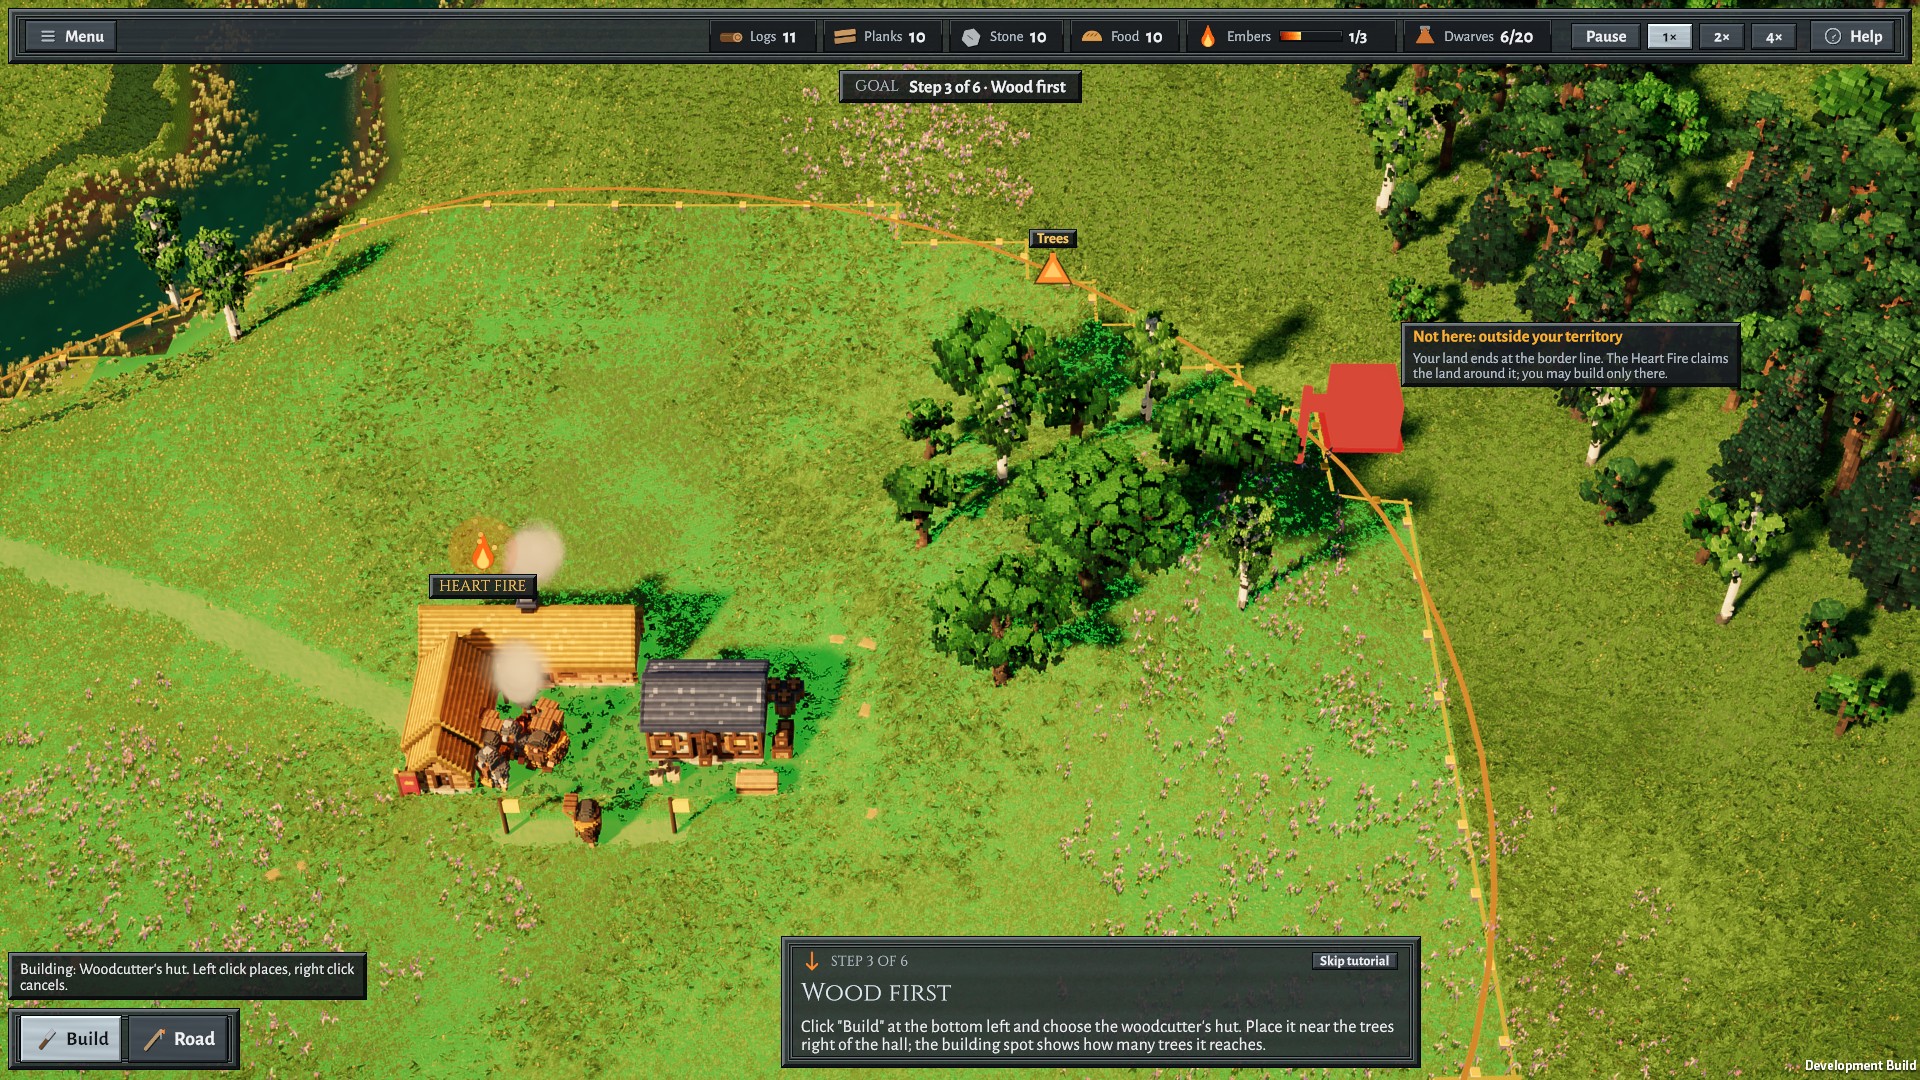 Menu
Logs 11
Planks 10
Stone 10
Food 10
Embers 1/3
Dwarves 6/20
Pause
1×
2×
4×
Help
GOAL Step 3 of 6 · Wood first
Trees
Not here: outside your territory
Your land ends at the border line. The Heart Fire claims
the land around it; you may build only there.
HEART FIRE
Building: Woodcutter's hut. Left click places, right click
cancels.
Build
Road
STEP 3 OF 6
Skip tutorial
WOOD FIRST
Click "Build" at the bottom left and choose the woodcutter's hut. Place it near the trees
right of the hall; the building spot shows how many trees it reaches.
Development Build